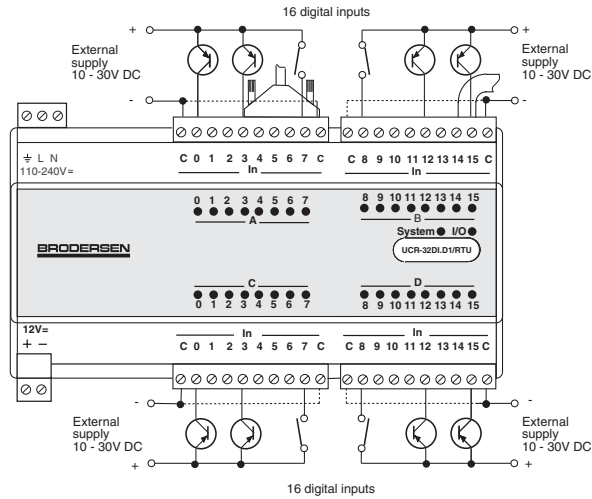 16 digital inputs
+ +
External
supply
10 - 30V DC
External
supply
10 - 30V DC
- -
⏚ L N
110-240V≂
C 0 1 2 3 4 5 6 7 C
In
C 8 9 10 11 12 13 14 15 C
In
0 1 2 3 4 5 6 7
A
8 9 10 11 12 13 14 15
B
System I/O
UCR-32DI.D1/RTU
BRODERSEN
C
0 1 2 3 4 5 6 7
D
8 9 10 11 12 13 14 15
12V=
+ -
In
C 0 1 2 3 4 5 6 7 C
In
C 8 9 10 11 12 13 14 15 C
- -
External
supply
10 - 30V DC
External
supply
10 - 30V DC
+ +
16 digital inputs